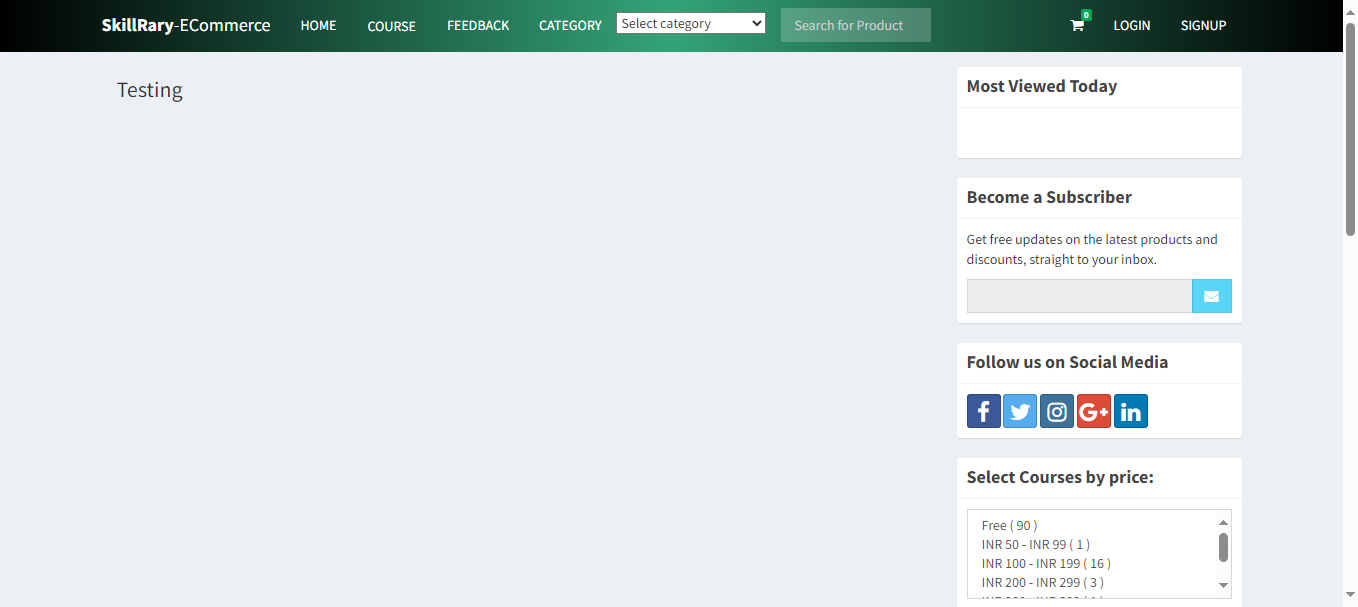 SkillRary-ECommerce HOME COURSE FEEDBACK CATEGORY Select category Search for Product 0 LOGIN SIGNUP
Testing
Most Viewed Today
Become a Subscriber
Get free updates on the latest products and
discounts, straight to your inbox.
Follow us on Social Media
Select Courses by price:
Free ( 90 )
INR 50 - INR 99 ( 1 )
INR 100 - INR 199 ( 16 )
INR 200 - INR 299 ( 3 )